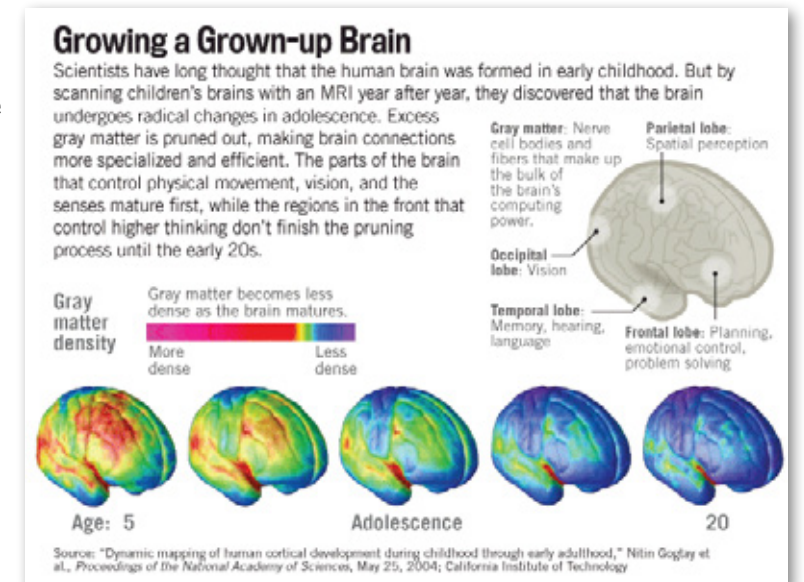 Growing a Grown-up Brain
Scientists have long thought that the human brain was formed in early childhood. But by
scanning children's brains with an MRI year after year, they discovered that the brain
undergoes radical changes in adolescence. Excess
gray matter is pruned out, making brain connections
more specialized and efficient. The parts of the brain
that control physical movement, vision, and the
senses mature first, while the regions in the front that
control higher thinking don't finish the pruning
process until the early 20s.
Gray matter: Nerve
cell bodies and
fibers that make up
the bulk of
the brain's
computing
power.
Parietal lobe:
Spatial perception
Occipital
lobe: Vision
Temporal lobe:
Memory, hearing,
language
Frontal lobe: Planning,
emotional control,
problem solving
Gray
matter
density
Gray matter becomes less
dense as the brain matures.
More
dense
Less
dense
Age: 5
Adolescence
20
Source: "Dynamic mapping of human cortical development during childhood through early adulthood," Nitin Gogtay et
al., Proceedings of the National Academy of Sciences, May 25, 2004; California Institute of Technology